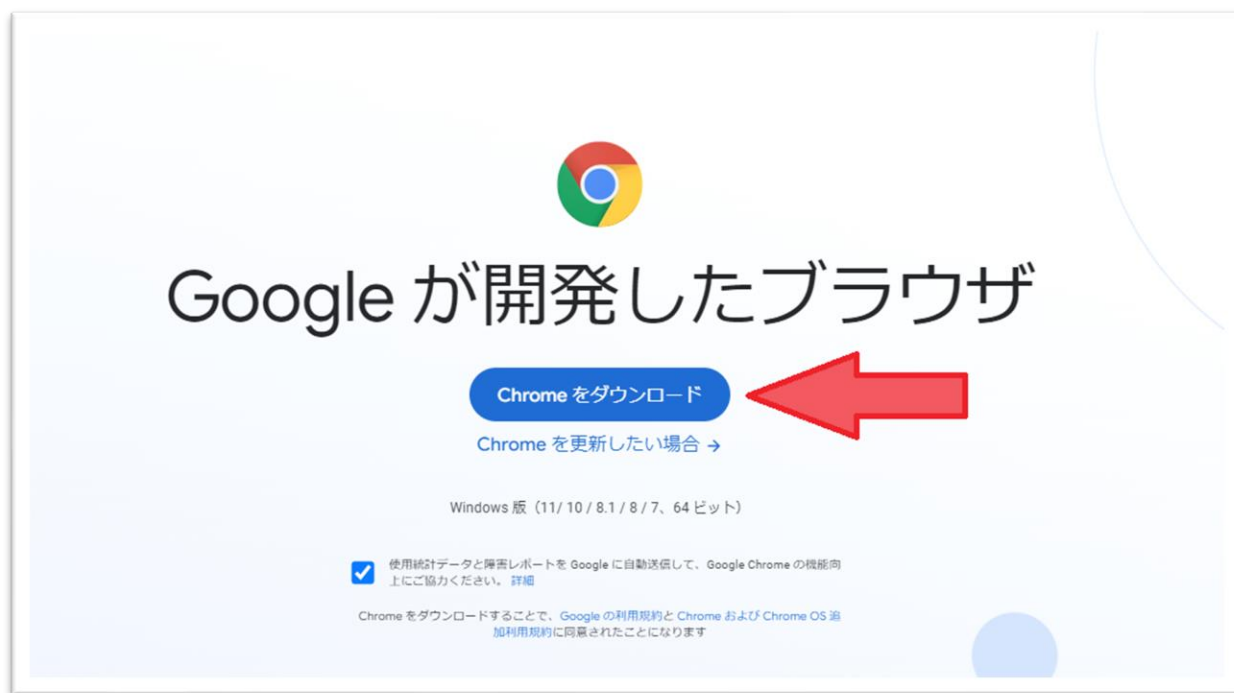 Google が開発したブラウザ
Chrome をダウンロード
Chrome を更新したい場合 →
Windows 版（11/ 10 / 8.1 / 8 / 7、64 ビット）
使用統計データと障害レポートを Google に自動送信して、Google Chrome の機能向
上にご協力ください。 詳細
Chrome をダウンロードすることで、Google の利用規約と Chrome および Chrome OS 追
加利用規約に同意されたことになります